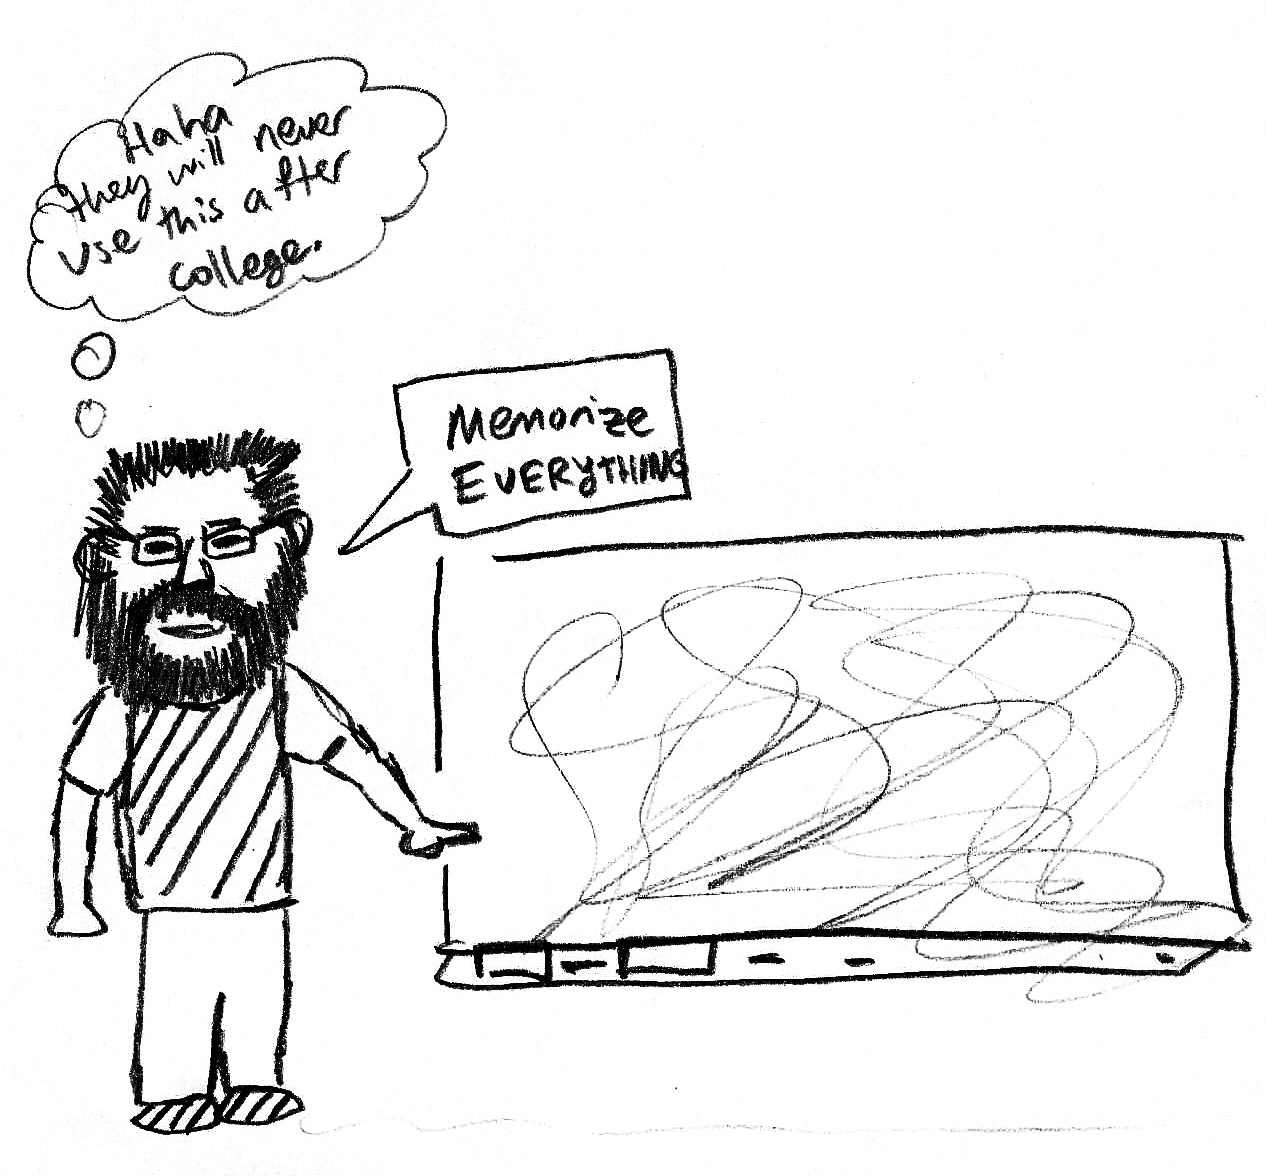 Haha
they will never
use this after
college.
Memorize
EVERYTHING